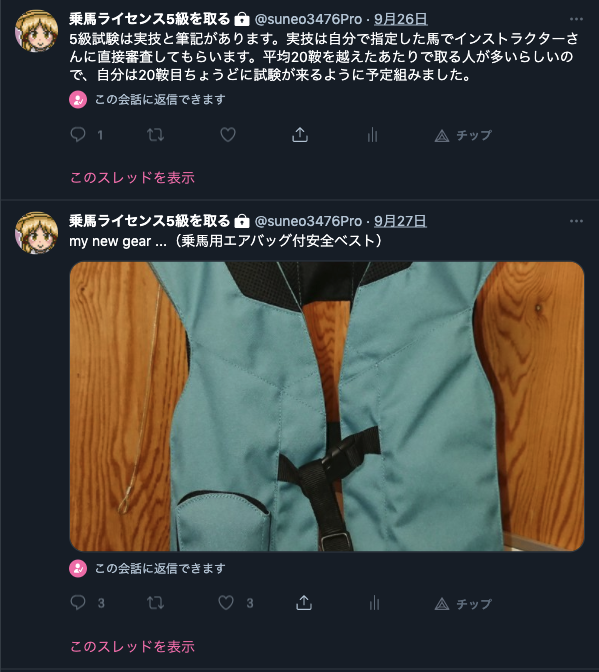 乗馬ライセンス5級を取る @suneo3476Pro · 9月26日
5級試験は実技と筆記があります。実技は自分で指定した馬でインストラクターさ
んに直接審査してもらいます。平均20鞍を越えたあたりで取る人が多いらしいの
で、自分は20鞍目ちょうどに試験が来るように予定組みました。
この会話に返信できます
1 チップ
このスレッドを表示
乗馬ライセンス5級を取る @suneo3476Pro · 9月27日
my new gear ...（乗馬用エアバッグ付安全ベスト）
この会話に返信できます
3 3 チップ
このスレッドを表示